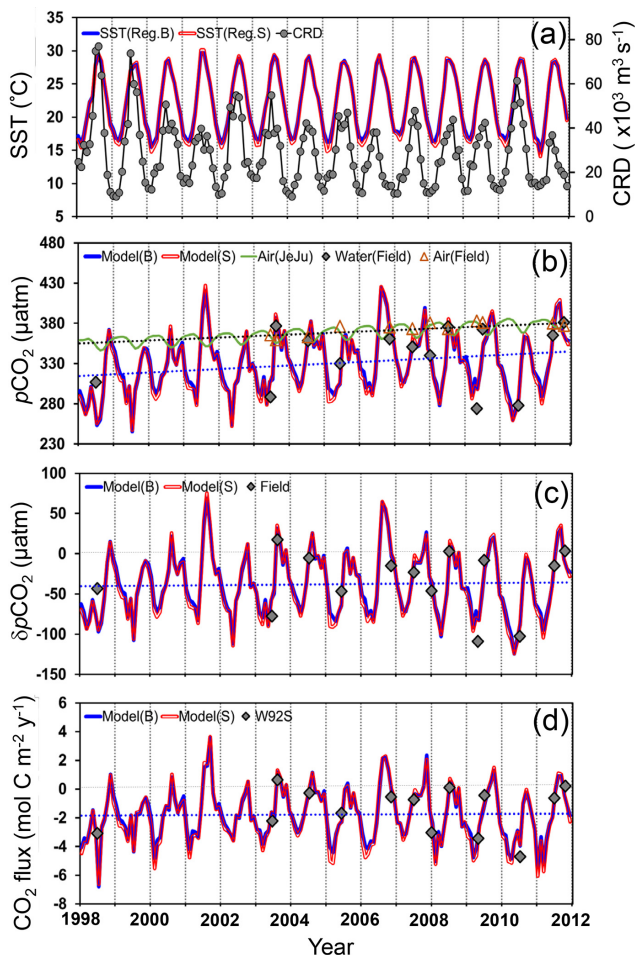 SST(Reg.B) SST(Reg.S) CRD
(a)
35
30
25
20
15
10
5
SST (°C)
80
60
40
20
0
CRD (x10³ m³ s⁻¹)
Model(B) Model(S) Air(JeJu) Water(Field) Air(Field)
(b)
480
430
380
330
280
230
pCO₂ (µatm)
Model(B) Model(S) Field
(c)
100
50
0
-50
-100
-150
δpCO₂ (µatm)
Model(B) Model(S) W92S
(d)
6
4
2
0
-2
-4
-6
-8
CO₂ flux (mol C m⁻² y⁻¹)
1998 2000 2002 2004 2006 2008 2010 2012
Year